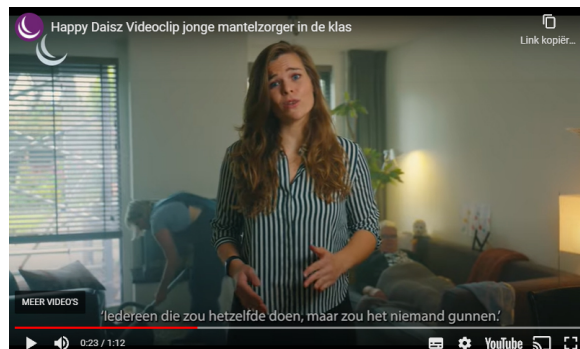 Happy Daisz Videoclip jonge mantelzorger in de klas
Link kopiër...
MEER VIDEO'S
'Iedereen die zou hetzelfde doen, maar zou het niemand gunnen.'
0:23 / 1:12
YouTube